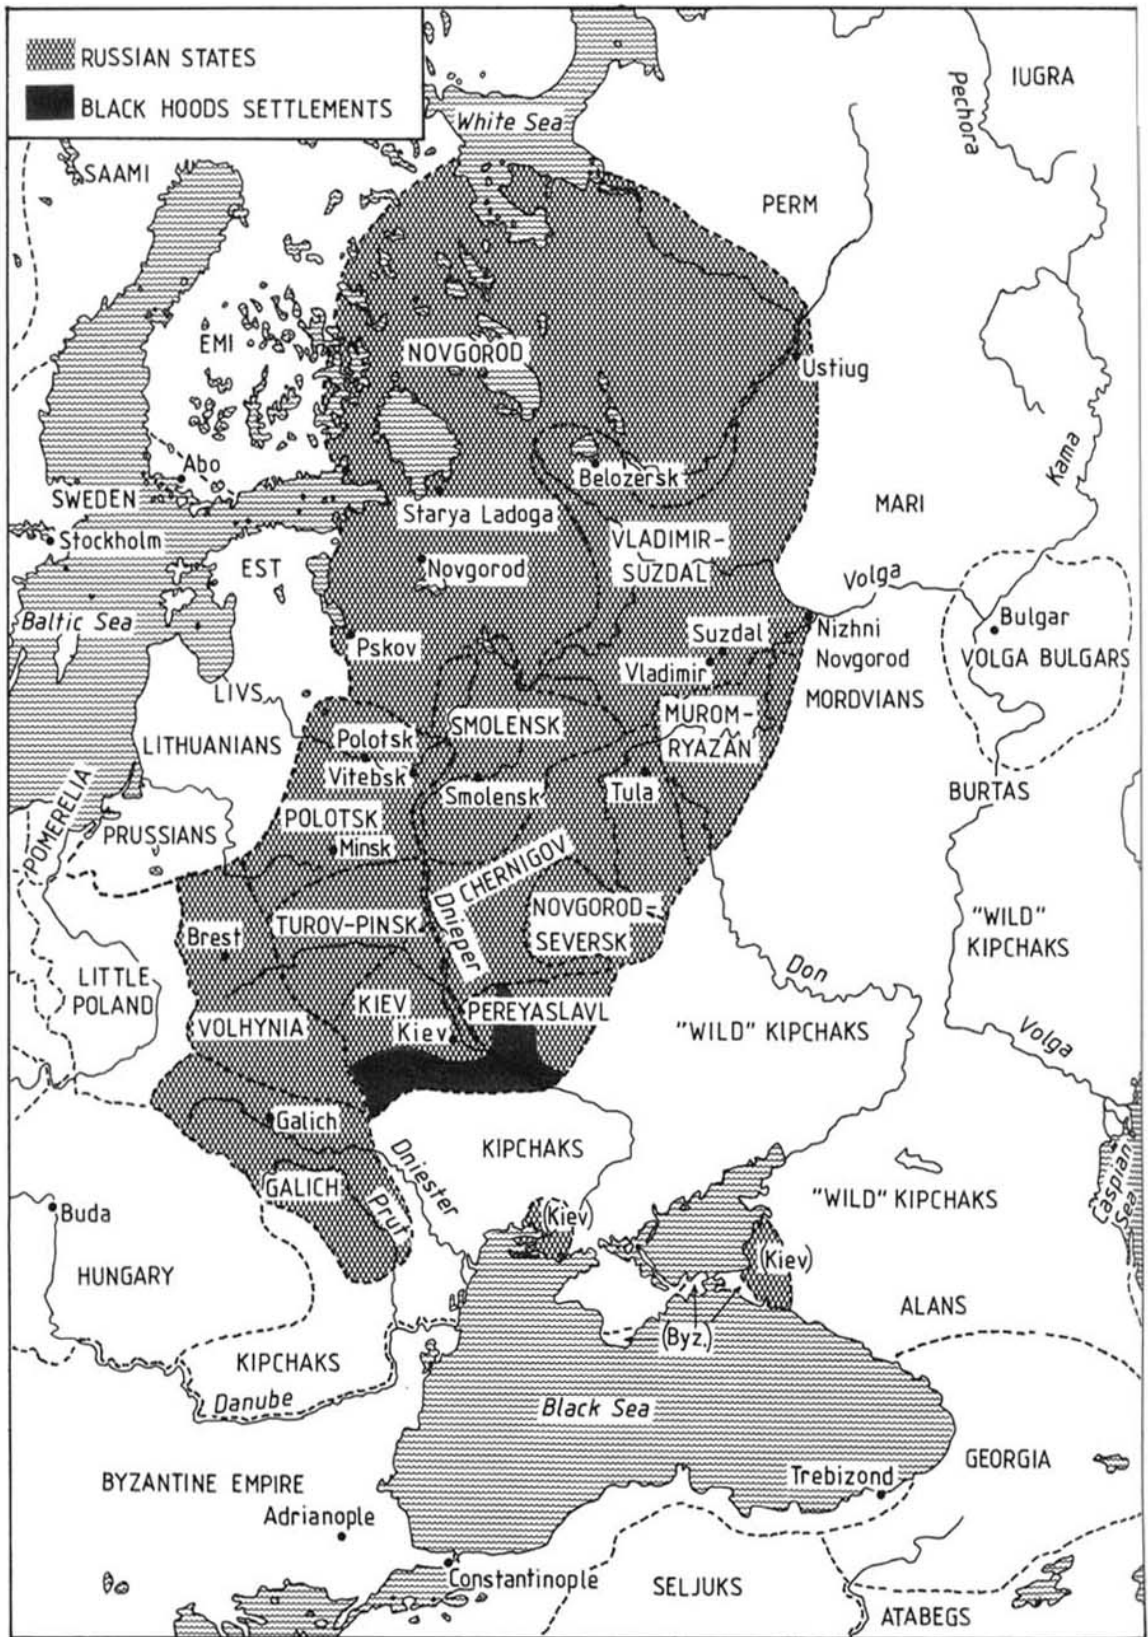 RUSSIAN STATES
BLACK HOODS SETTLEMENTS
White Sea
Pechora
IUGRA
SAAMI
PERM
EMI
NOVGOROD
Ustiug
Abo
Belozersk
Kama
SWEDEN
Starya Ladoga
MARI
Stockholm
VLADIMIR-
SUZDAL
EST
Novgorod
Volga
Baltic Sea
Bulgar
Pskov
Suzdal
Nizhni
Novgorod
Vladimir
VOLGA BULGARS
LIVS
MORDVIANS
LITHUANIANS
Polotsk
SMOLENSK
MUROM-
RYAZAN
Vitebsk
Smolensk
Tula
BURTAS
POMERELIA
PRUSSIANS
POLOTSK
Minsk
CHERNIGOV
Dnieper
TUROV-PINSK
NOVGOROD-
SEVERSK
"WILD"
KIPCHAKS
Brest
LITTLE
POLAND
Don
VOLHYNIA
KIEV
Kiev
PEREYASLAVL
"WILD" KIPCHAKS
Volga
Galich
KIPCHAKS
Dniester
GALICH
Prut
(Kiev)
"WILD" KIPCHAKS
Caspian
Sea
Buda
HUNGARY
(Kiev)
ALANS
(Byz.)
KIPCHAKS
Danube
Black Sea
GEORGIA
BYZANTINE EMPIRE
Trebizond
Adrianople
Constantinople
SELJUKS
ATABEGS